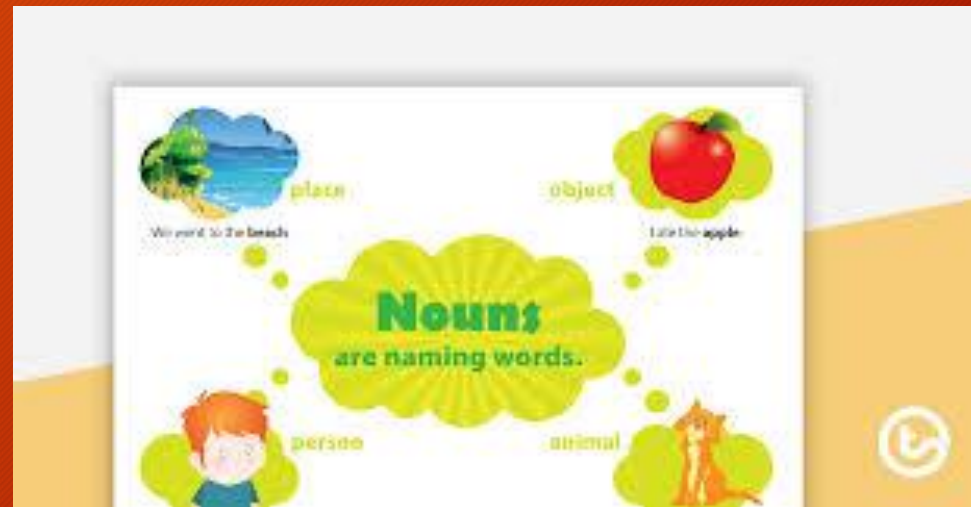 place
object
We went to the beach
I ate the apple
Nouns
are naming words.
person
animal